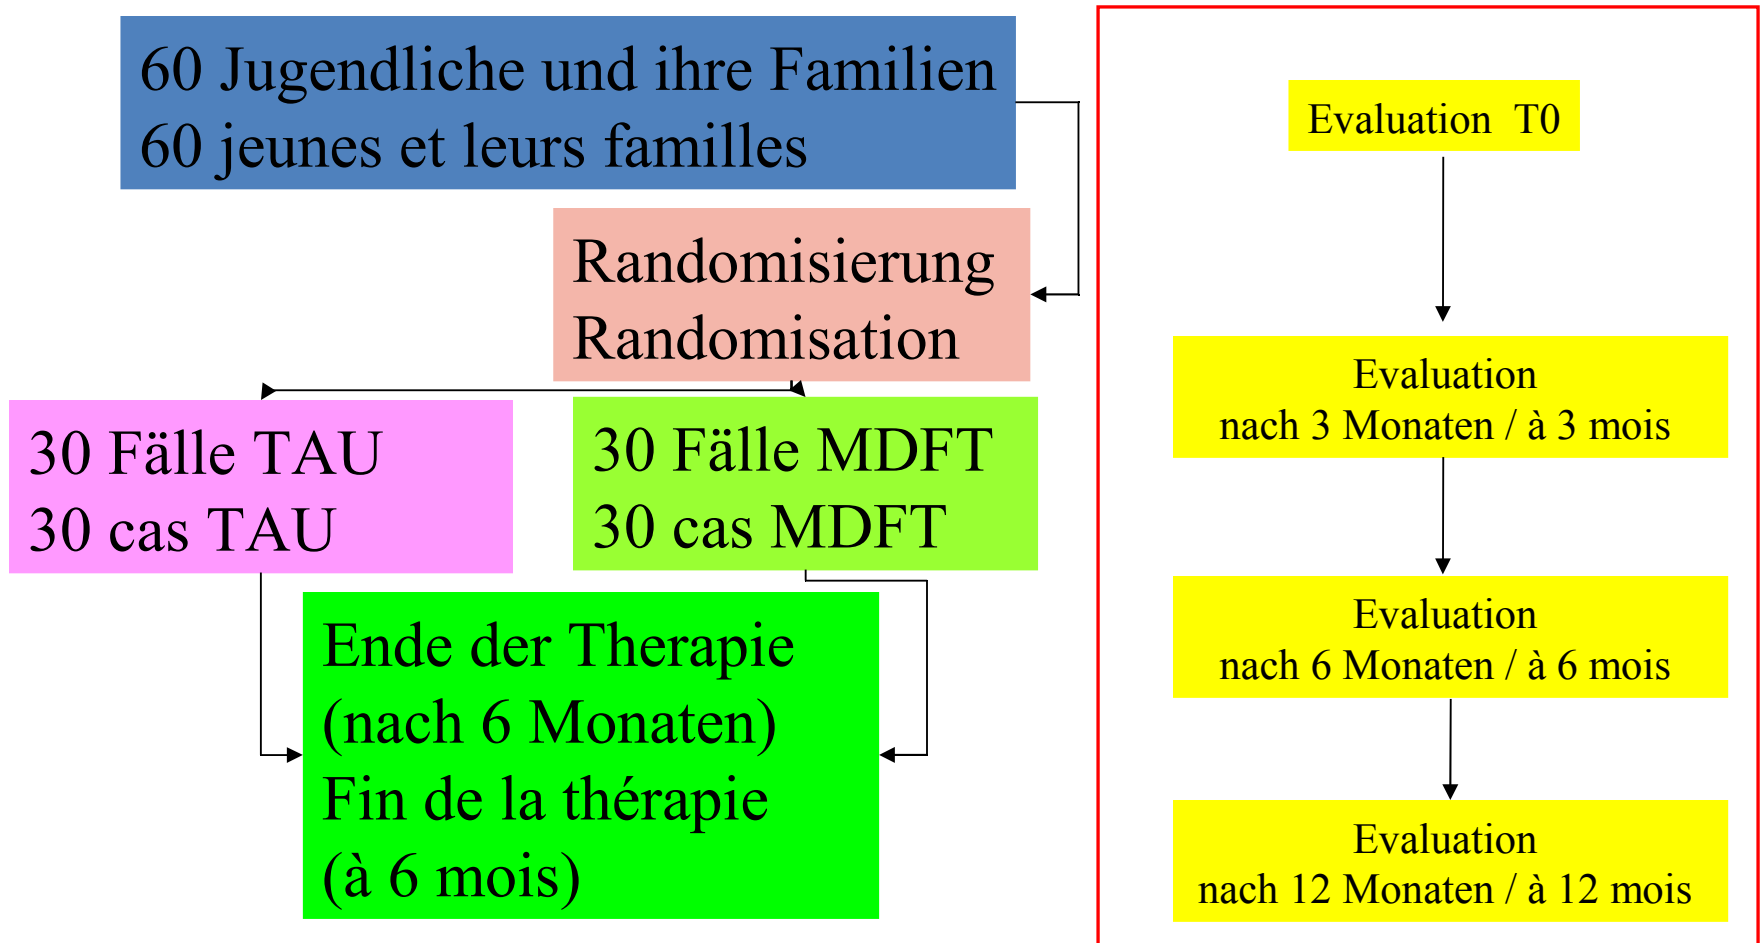 60 Jugendliche und ihre Familien
60 jeunes et leurs familles
Randomisierung
Randomisation
30 Fälle TAU
30 cas TAU
30 Fälle MDFT
30 cas MDFT
Ende der Therapie
(nach 6 Monaten)
Fin de la thérapie
(à 6 mois)
Evaluation T0
Evaluation
nach 3 Monaten / à 3 mois
Evaluation
nach 6 Monaten / à 6 mois
Evaluation
nach 12 Monaten / à 12 mois